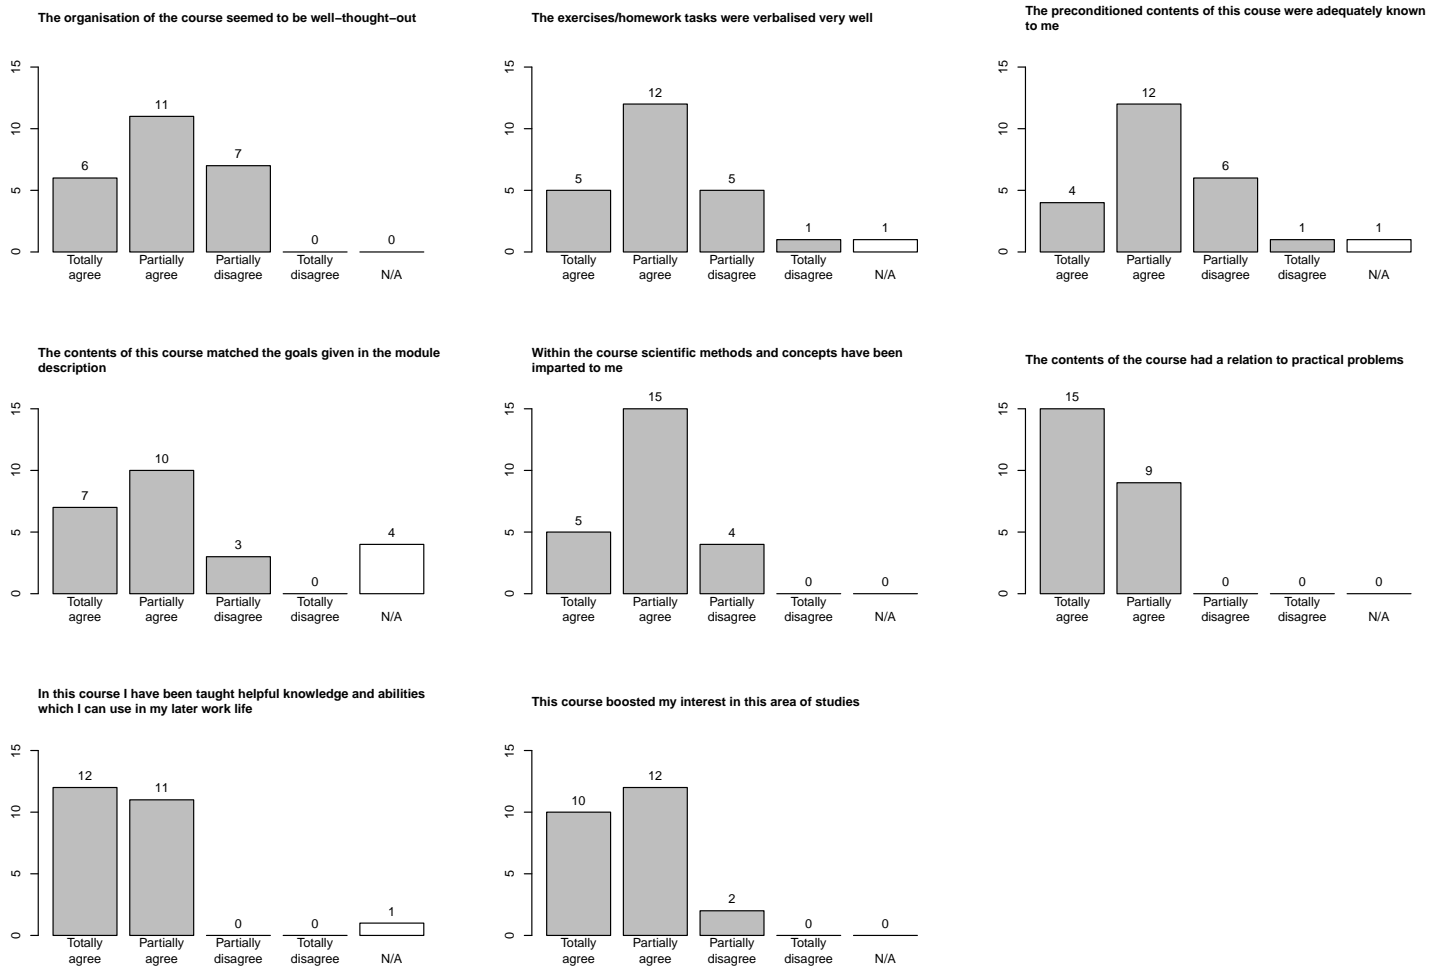 The organisation of the course seemed to be well−thought−out
15
10
5
0
6
11
7
0
0
Totally agree
Partially agree
Partially disagree
Totally disagree
N/A
The exercises/homework tasks were verbalised very well
15
10
5
0
5
12
5
1
1
Totally agree
Partially agree
Partially disagree
Totally disagree
N/A
The preconditioned contents of this couse were adequately known
to me
15
10
5
0
4
12
6
1
1
Totally agree
Partially agree
Partially disagree
Totally disagree
N/A
The contents of this course matched the goals given in the module
description
15
10
5
0
7
10
3
0
4
Totally agree
Partially agree
Partially disagree
Totally disagree
N/A
Within the course scientific methods and concepts have been
imparted to me
15
10
5
0
5
15
4
0
0
Totally agree
Partially agree
Partially disagree
Totally disagree
N/A
The contents of the course had a relation to practical problems
15
10
5
0
15
9
0
0
0
Totally agree
Partially agree
Partially disagree
Totally disagree
N/A
In this course I have been taught helpful knowledge and abilities
which I can use in my later work life
15
10
5
0
12
11
0
0
1
Totally agree
Partially agree
Partially disagree
Totally disagree
N/A
This course boosted my interest in this area of studies
15
10
5
0
10
12
2
0
0
Totally agree
Partially agree
Partially disagree
Totally disagree
N/A